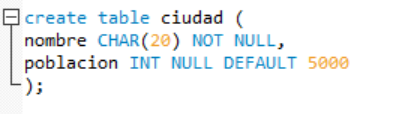 create table ciudad (
nombre CHAR(20) NOT NULL,
poblacion INT NULL DEFAULT 5000
);